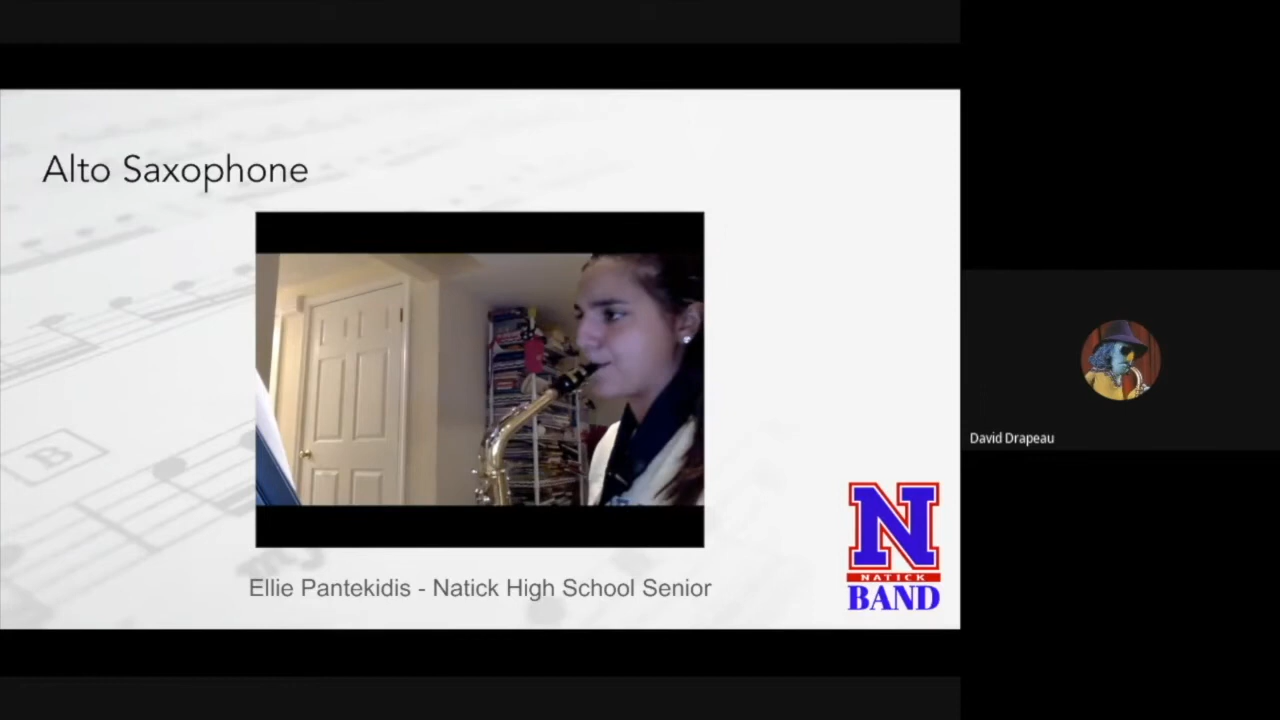 Alto Saxophone
B
Ellie Pantekidis - Natick High School Senior
N
NATICK
BAND
David Drapeau